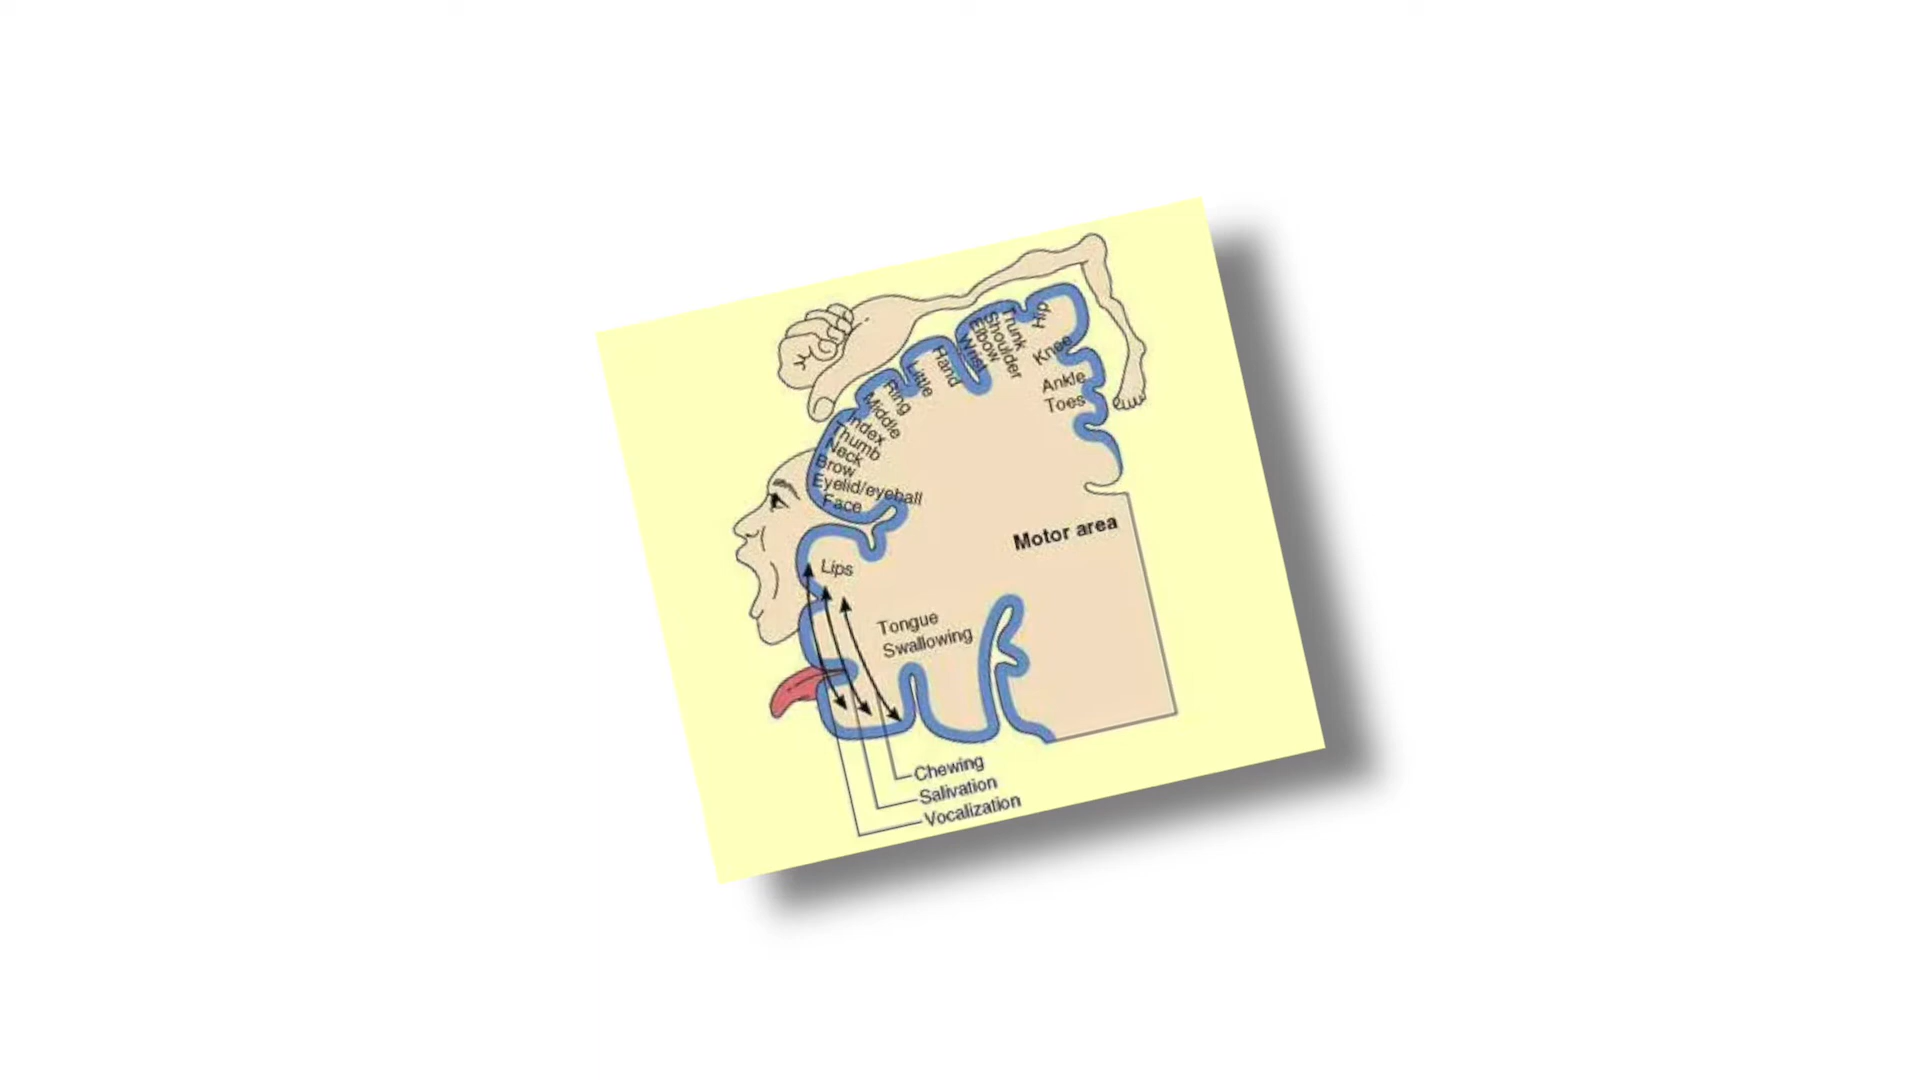 Hip
Trunk
Shoulder
Elbow
Wrist
Hand
Little
Ring
Middle
Index
Thumb
Neck
Brow
Eyelid/eyeball
Face
Knee
Ankle
Toes
Motor area
Lips
Tongue
Swallowing
Chewing
Salivation
Vocalization